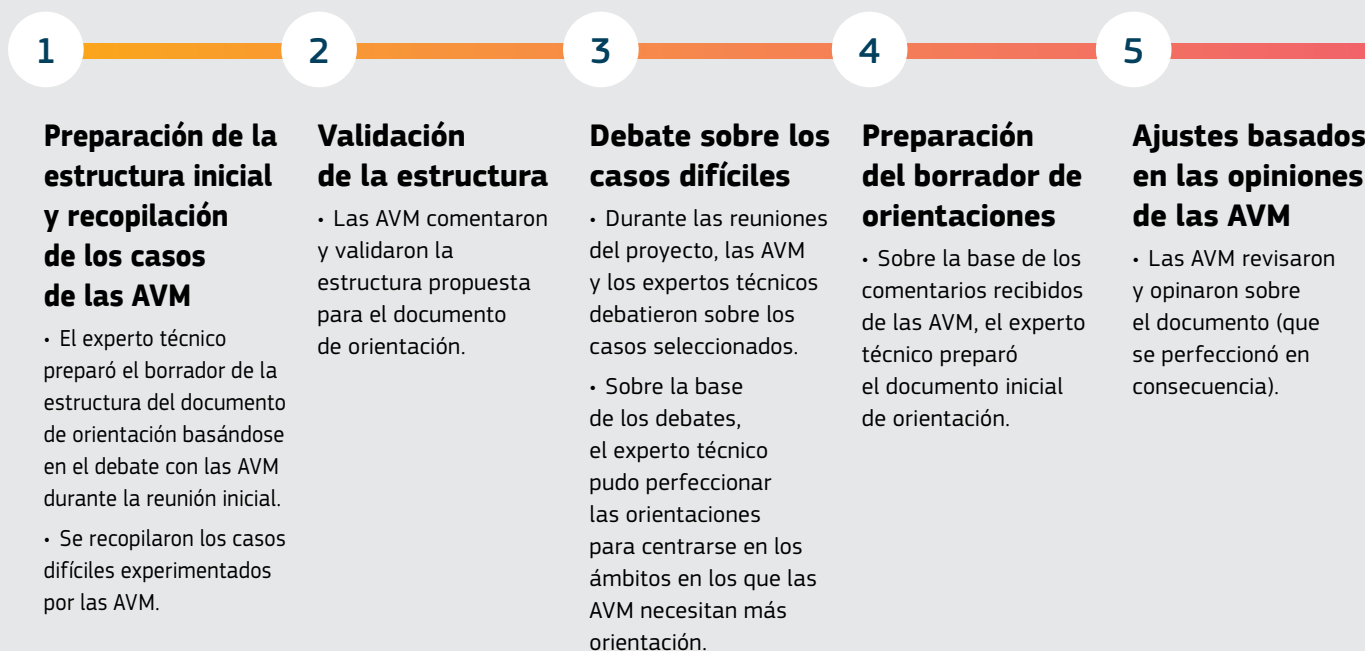 1
Preparación de la
estructura inicial
y recopilación
de los casos
de las AVM
• El experto técnico
preparó el borrador de la
estructura del documento
de orientación basándose
en el debate con las AVM
durante la reunión inicial.
• Se recopilaron los casos
difíciles experimentados
por las AVM.
2
Validación
de la estructura
• Las AVM comentaron
y validaron la
estructura propuesta
para el documento
de orientación.
3
Debate sobre los
casos difíciles
• Durante las reuniones
del proyecto, las AVM
y los expertos técnicos
debatieron sobre los
casos seleccionados.
• Sobre la base
de los debates,
el experto técnico
pudo perfeccionar
las orientaciones
para centrarse en los
ámbitos en los que las
AVM necesitan más
orientación.
4
Preparación
del borrador de
orientaciones
• Sobre la base de los
comentarios recibidos
de las AVM, el experto
técnico preparó
el documento inicial
de orientación.
5
Ajustes basados
en las opiniones
de las AVM
• Las AVM revisaron
y opinaron sobre
el documento (que
se perfeccionó en
consecuencia).